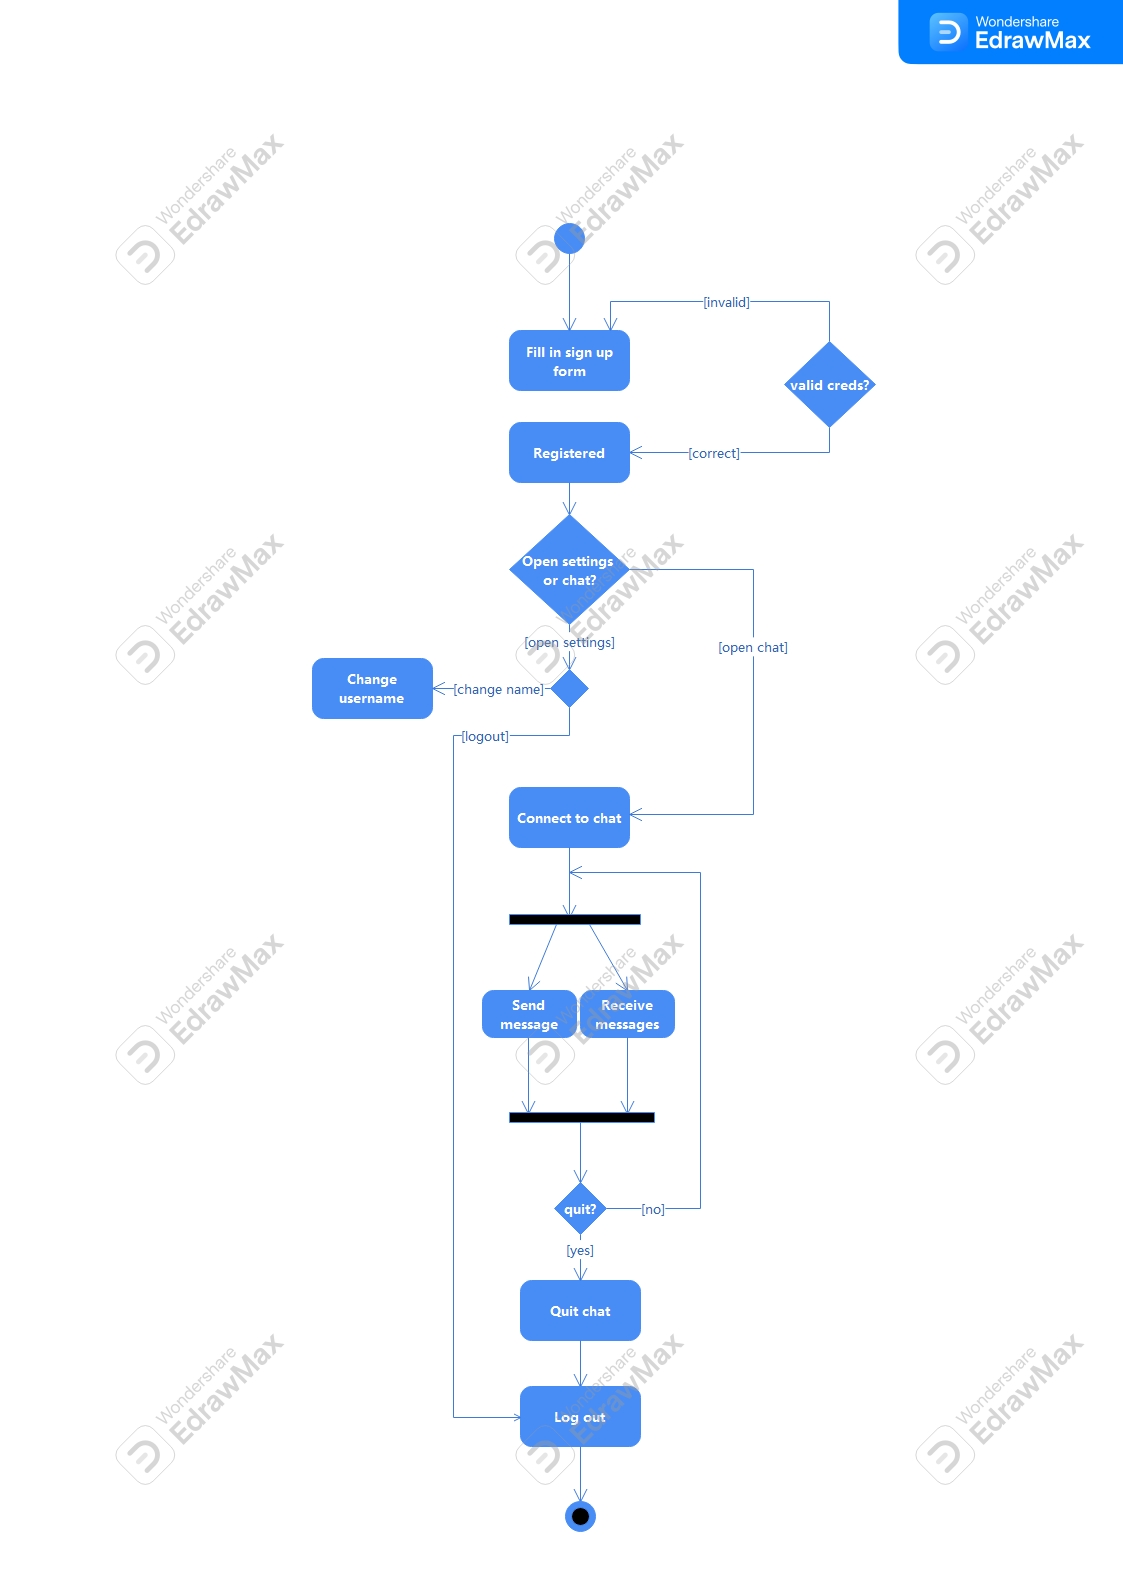 Wondershare
EdrawMax
Wondershare
EdrawMax
Wondershare
EdrawMax
Wondershare
EdrawMax
[invalid]
Fill in sign up
form
valid creds?
Registered
[correct]
Open settings
or chat?
Wondershare
EdrawMax
Wondershare
EdrawMax
Wondershare
EdrawMax
[open settings]
[open chat]
Change
username
[change name]
[logout]
Connect to chat
Wondershare
EdrawMax
Wondershare
EdrawMax
Wondershare
EdrawMax
Send
message
Receive
messages
quit?
[no]
[yes]
Quit chat
Wondershare
EdrawMax
Wondershare
EdrawMax
Wondershare
EdrawMax
Log out